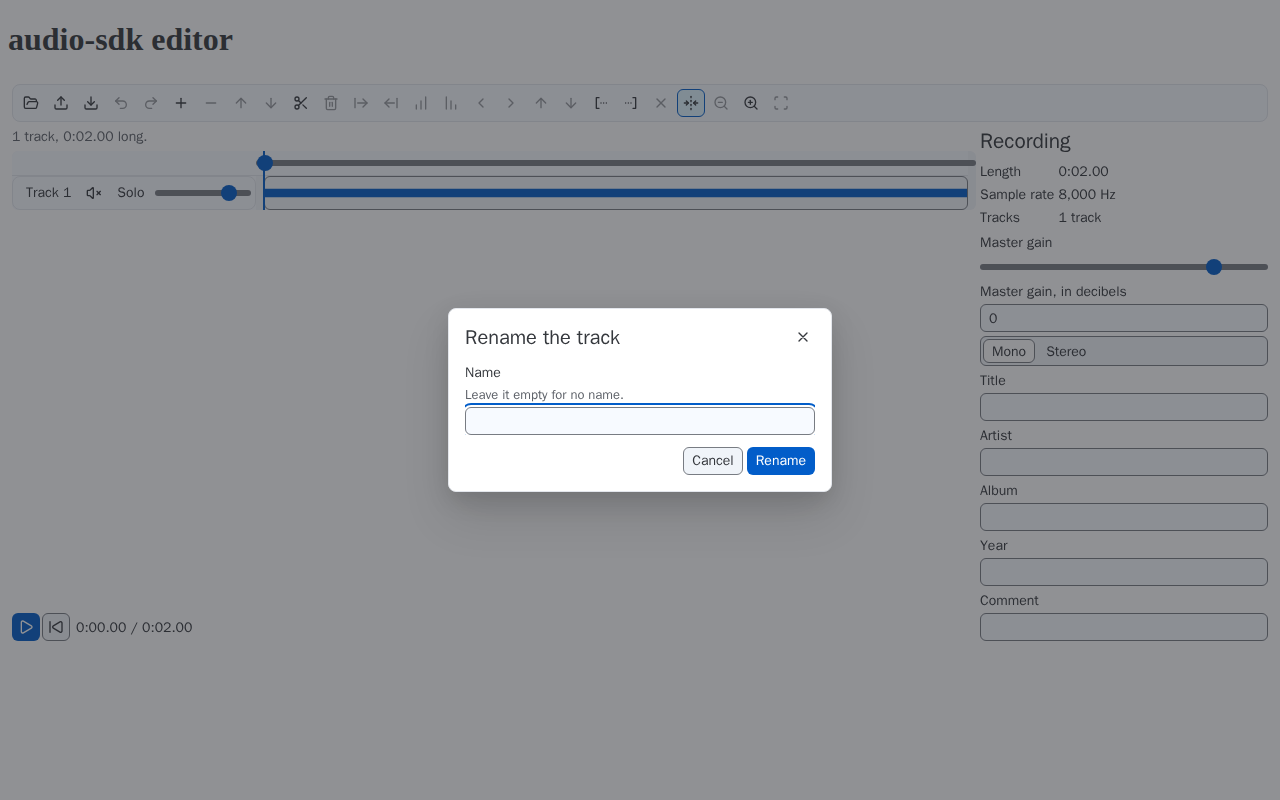 audio-sdk editor
1 track, 0:02.00 long.
Track 1
Solo
Recording
Length 0:02.00
Sample rate 8,000 Hz
Tracks 1 track
Master gain
Master gain, in decibels
0
Mono Stereo
Title
Artist
Album
Year
Comment
Rename the track
Name
Leave it empty for no name.
Cancel Rename
0:00.00 / 0:02.00